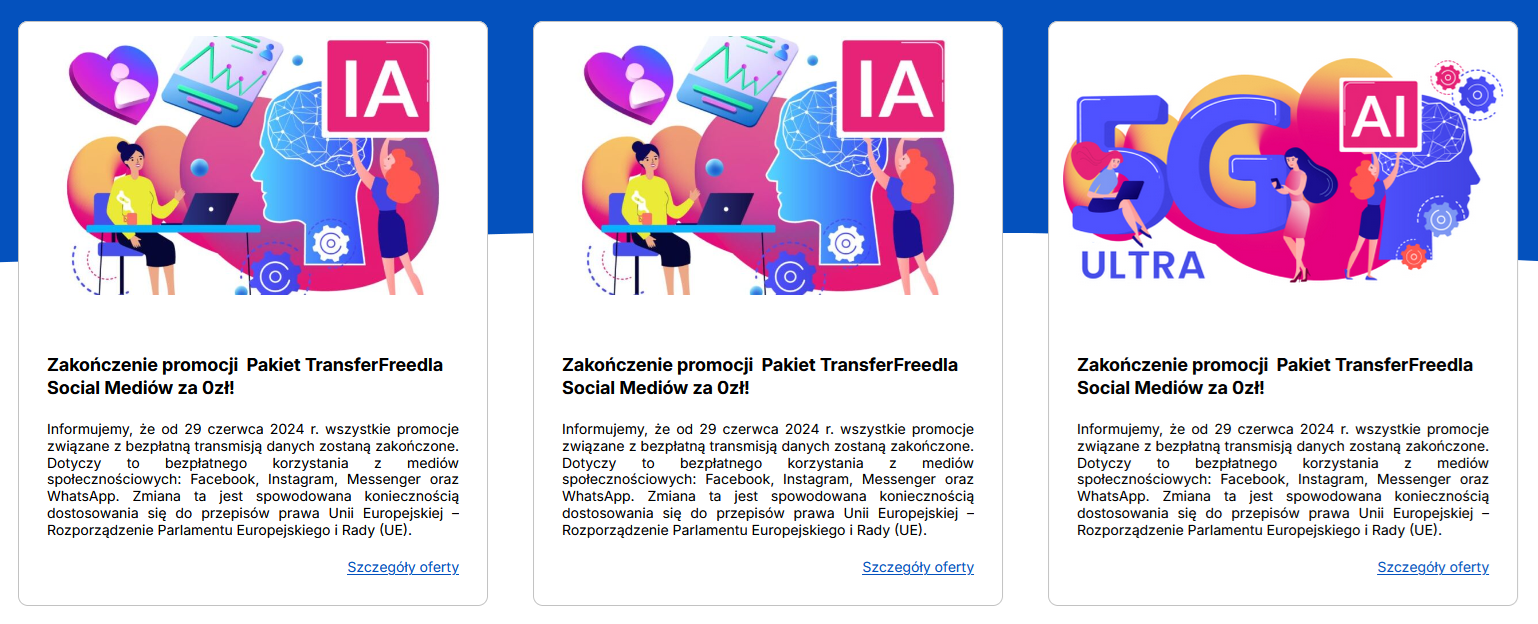 IA
Zakończenie promocji Pakiet TransferFreedla
Social Mediów za 0zł!
Informujemy, że od 29 czerwca 2024 r. wszystkie promocje
związane z bezpłatną transmisją danych zostaną zakończone.
Dotyczy to bezpłatnego korzystania z mediów
społecznościowych: Facebook, Instagram, Messenger oraz
WhatsApp. Zmiana ta jest spowodowana koniecznością
dostosowania się do przepisów prawa Unii Europejskiej –
Rozporządzenie Parlamentu Europejskiego i Rady (UE).
Szczegóły oferty
IA
Zakończenie promocji Pakiet TransferFreedla
Social Mediów za 0zł!
Informujemy, że od 29 czerwca 2024 r. wszystkie promocje
związane z bezpłatną transmisją danych zostaną zakończone.
Dotyczy to bezpłatnego korzystania z mediów
społecznościowych: Facebook, Instagram, Messenger oraz
WhatsApp. Zmiana ta jest spowodowana koniecznością
dostosowania się do przepisów prawa Unii Europejskiej –
Rozporządzenie Parlamentu Europejskiego i Rady (UE).
Szczegóły oferty
5G
AI
ULTRA
Zakończenie promocji Pakiet TransferFreedla
Social Mediów za 0zł!
Informujemy, że od 29 czerwca 2024 r. wszystkie promocje
związane z bezpłatną transmisją danych zostaną zakończone.
Dotyczy to bezpłatnego korzystania z mediów
społecznościowych: Facebook, Instagram, Messenger oraz
WhatsApp. Zmiana ta jest spowodowana koniecznością
dostosowania się do przepisów prawa Unii Europejskiej –
Rozporządzenie Parlamentu Europejskiego i Rady (UE).
Szczegóły oferty